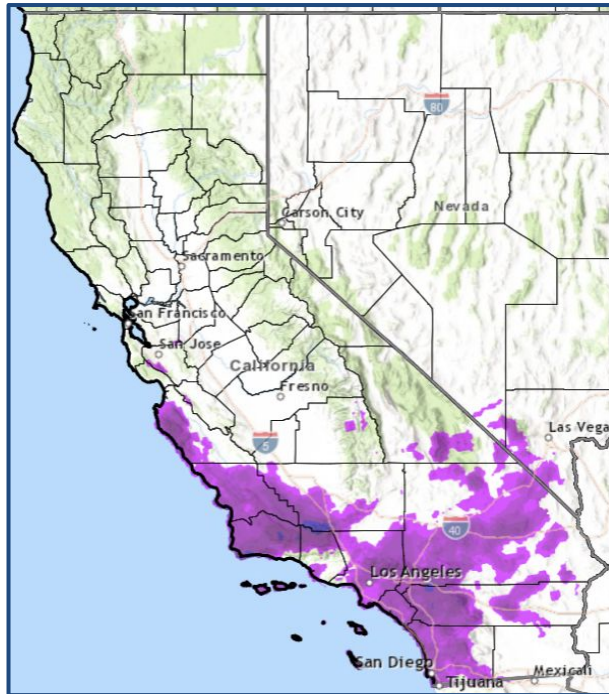 80
Carson City
Nevada
Sacramento
San Francisco
San Jose
California
Fresno
5
Las Vega
40
Los Angeles
San Diego
Tijuana
Mexicali